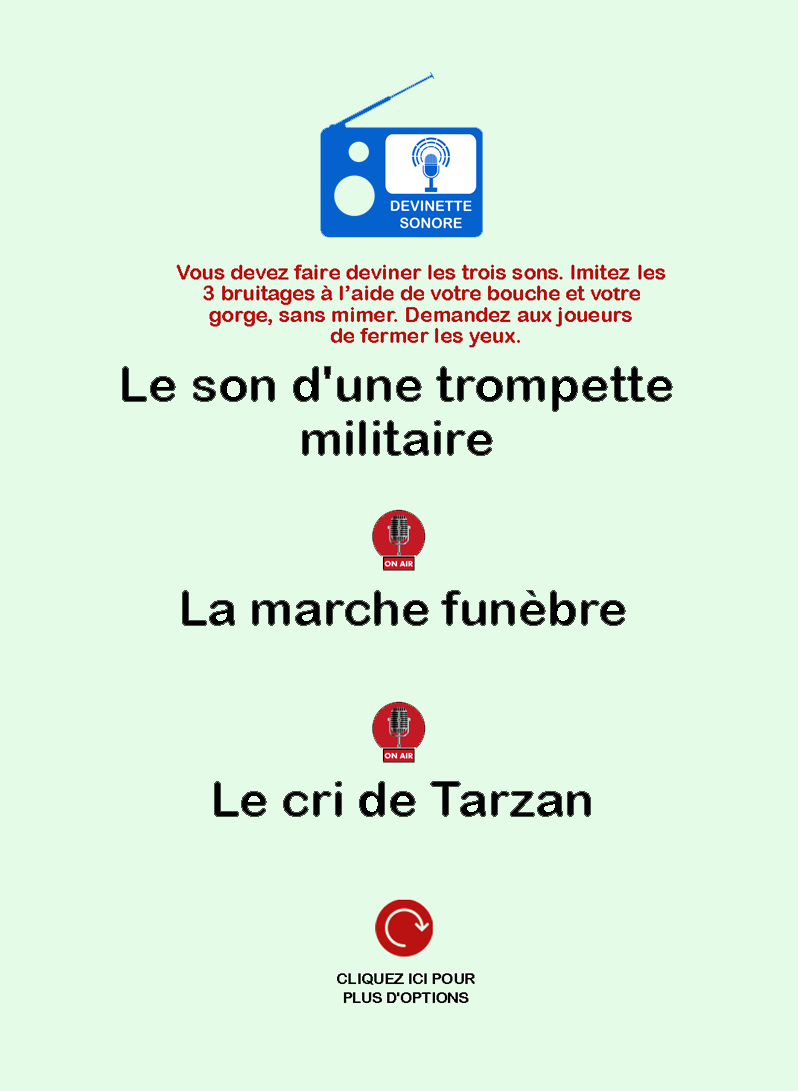 DEVINETTE
SONORE
Vous devez faire deviner les trois sons. Imitez les
3 bruitages à l’aide de votre bouche et votre
gorge, sans mimer. Demandez aux joueurs
de fermer les yeux.
Le son d'une trompette
militaire
ON AIR
La marche funèbre
ON AIR
Le cri de Tarzan
CLIQUEZ ICI POUR
PLUS D'OPTIONS